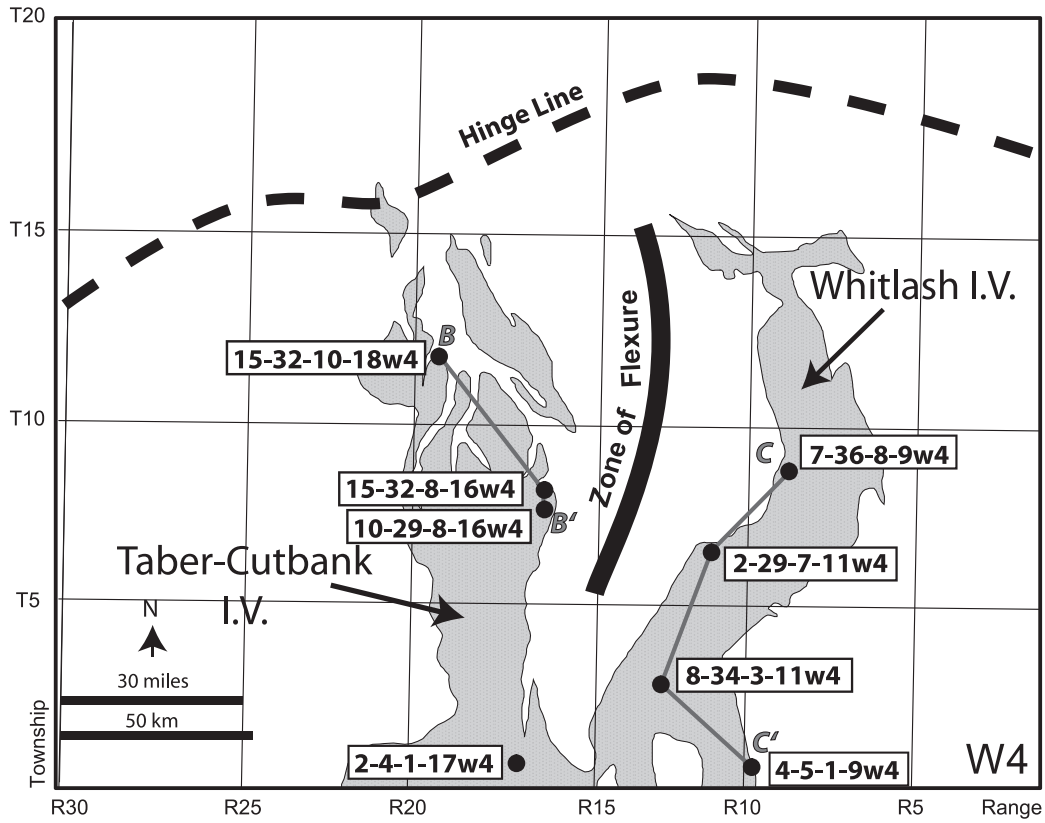 T20
Hinge Line
T15
Whitlash I.V.
B
15-32-10-18w4
Zone of Flexure
T10
C
7-36-8-9w4
15-32-8-16w4
10-29-8-16w4
B'
2-29-7-11w4
Taber-Cutbank
I.V.
T5
N
30 miles
50 km
8-34-3-11w4
C'
2-4-1-17w4
4-5-1-9w4
W4
Township
R30
R25
R20
R15
R10
R5
Range